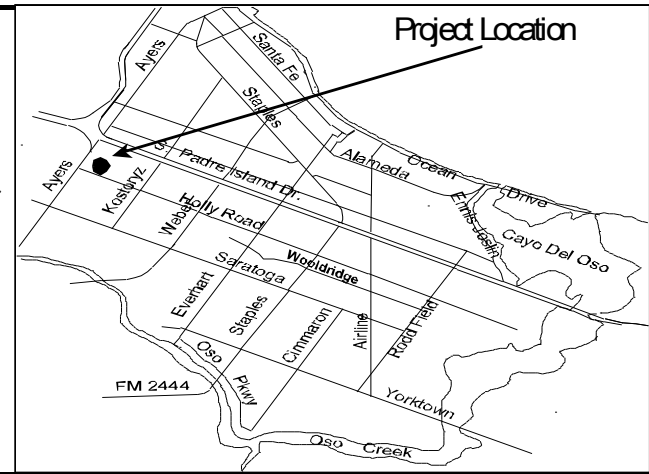 Project Location
Ayers
Santa Fe
Staples
Alameda
Ocean
Drive
Ennis Joslin
Cayo Del Oso
S.
Padre Island Dr.
Ayers
Kostoryz
Weber
Holly Road
Wooldridge
Saratoga
Everhart
Staples
Cimmaron
Airline
Rodd Field
Oso
Pkwy
FM 2444
Yorktown
Oso Creek